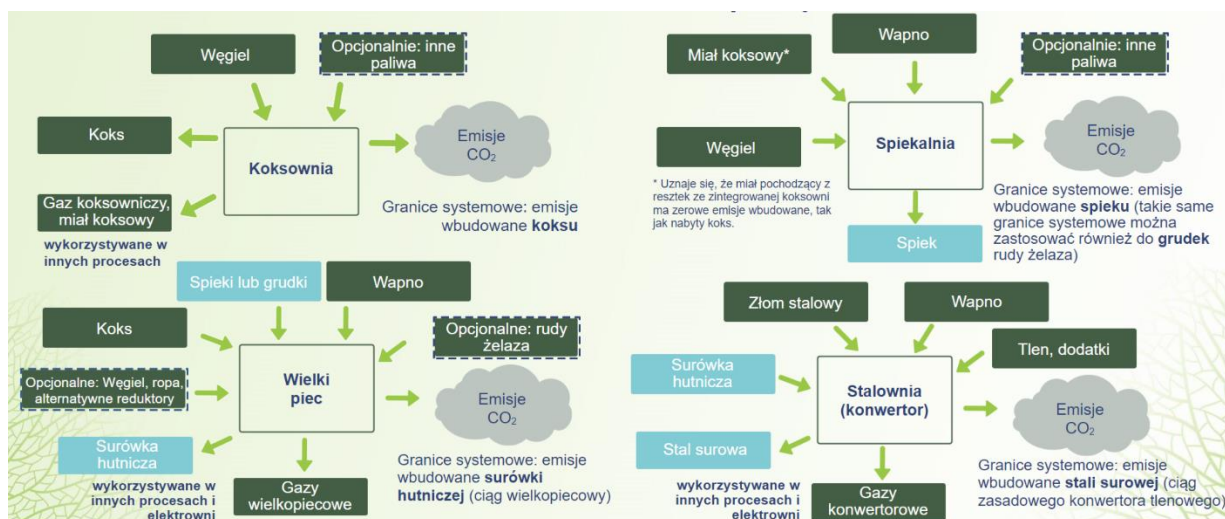 Węgiel
Opcjonalnie: inne
paliwa
Koks
Koksownia
Emisje
CO₂
Gaz koksowniczy,
miał koksowy
wykorzystywane w
innych procesach
Granice systemowe: emisje
wbudowane koksu
Miał koksowy*
Wapno
Opcjonalnie: inne
paliwa
Węgiel
Spiekalnia
Emisje
CO₂
* Uznaje się, że miał pochodzący z
resztek ze zintegrowanej koksowni
ma zerowe emisje wbudowane, tak
jak nabyty koks.
Spiek
Granice systemowe: emisje
wbudowane spieku (takie same
granice systemowe można
zastosować również do grudek
rudy żelaza)
Spieki lub grudki
Wapno
Koks
Opcjonalne: rudy
żelaza
Opcjonalne: Węgiel, ropa,
alternatywne reduktory
Wielki
piec
Emisje
CO₂
Surówka
hutnicza
wykorzystywane w
innych procesach i
elektrowni
Gazy
wielkopiecowe
Granice systemowe: emisje
wbudowane surówki
hutniczej (ciąg wielkopiecowy)
Złom stalowy
Wapno
Surówka
hutnicza
Tlen, dodatki
Stalownia
(konwertor)
Emisje
CO₂
Stal surowa
wykorzystywane w
innych procesach i
elektrowni
Gazy
konwertorowe
Granice systemowe: emisje
wbudowane stali surowej (ciąg
zasadowego konwertora tlenowego)